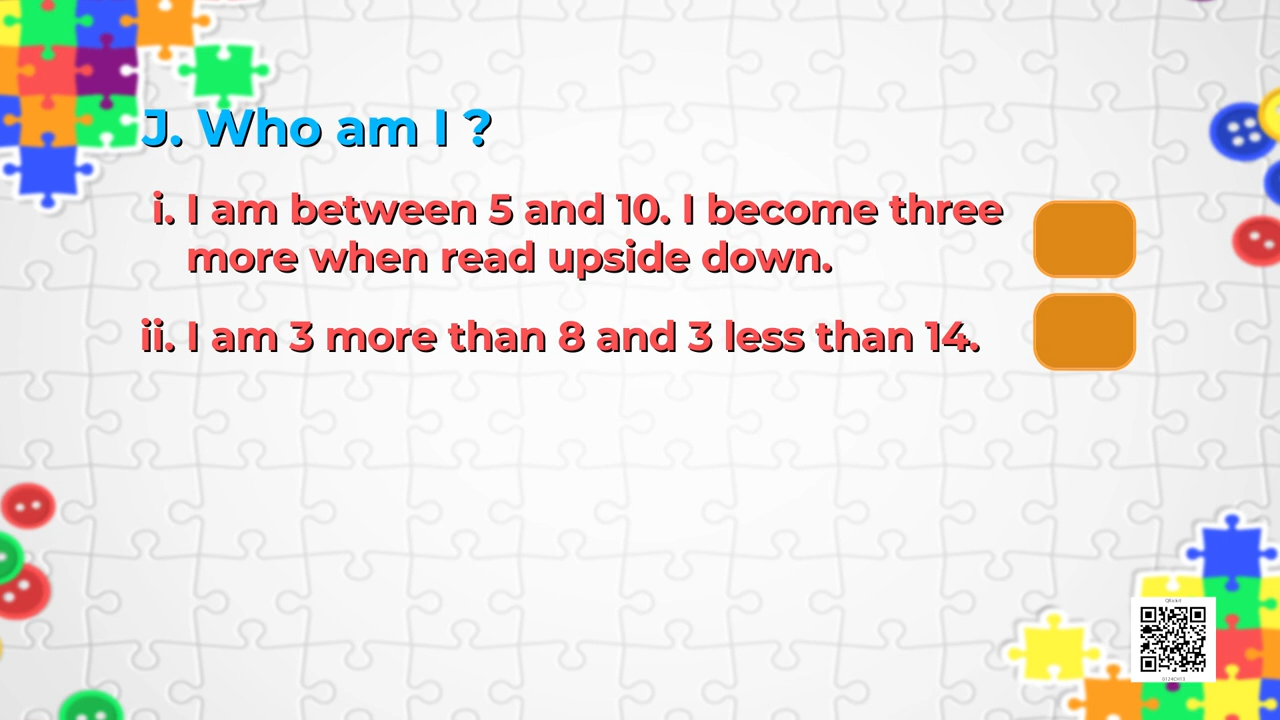 J. Who am I ?
i. I am between 5 and 10. I become three
more when read upside down.
ii. I am 3 more than 8 and 3 less than 14.